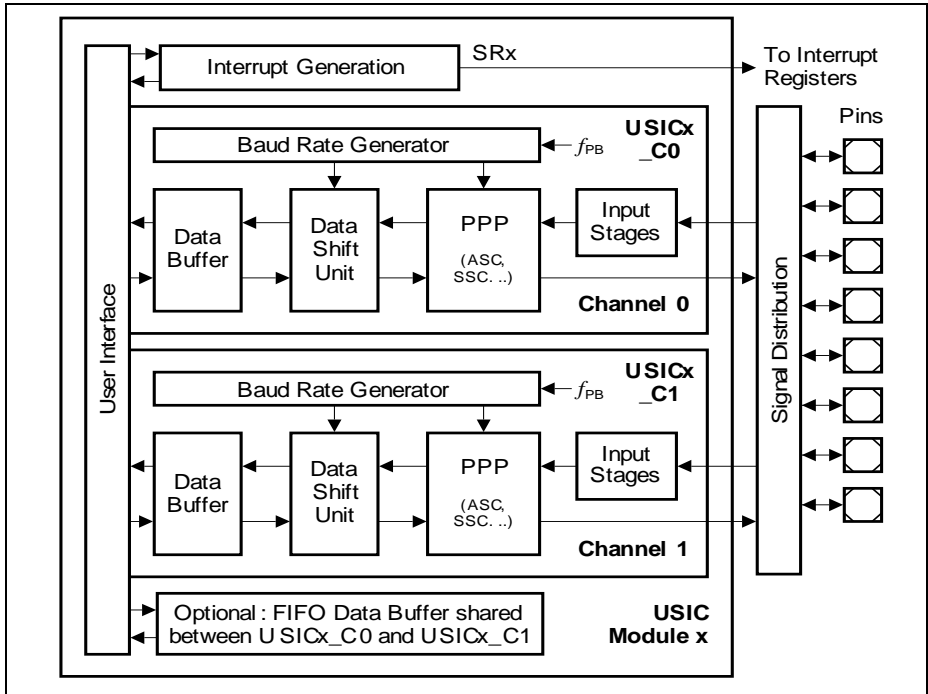 Interrupt Generation
SRx
To Interrupt
Registers
Pins
User Interface
Signal Distribution
Baud Rate Generator
fPB
USICx
_C0
Data
Buffer
Data
Shift
Unit
PPP
(ASC,
SSC. ..)
Input
Stages
Channel 0
Baud Rate Generator
fPB
USICx
_C1
Data
Buffer
Data
Shift
Unit
PPP
(ASC,
SSC. ..)
Input
Stages
Channel 1
Optional : FIFO Data Buffer shared
between USICx_C0 and USICx_C1
USIC
Module x